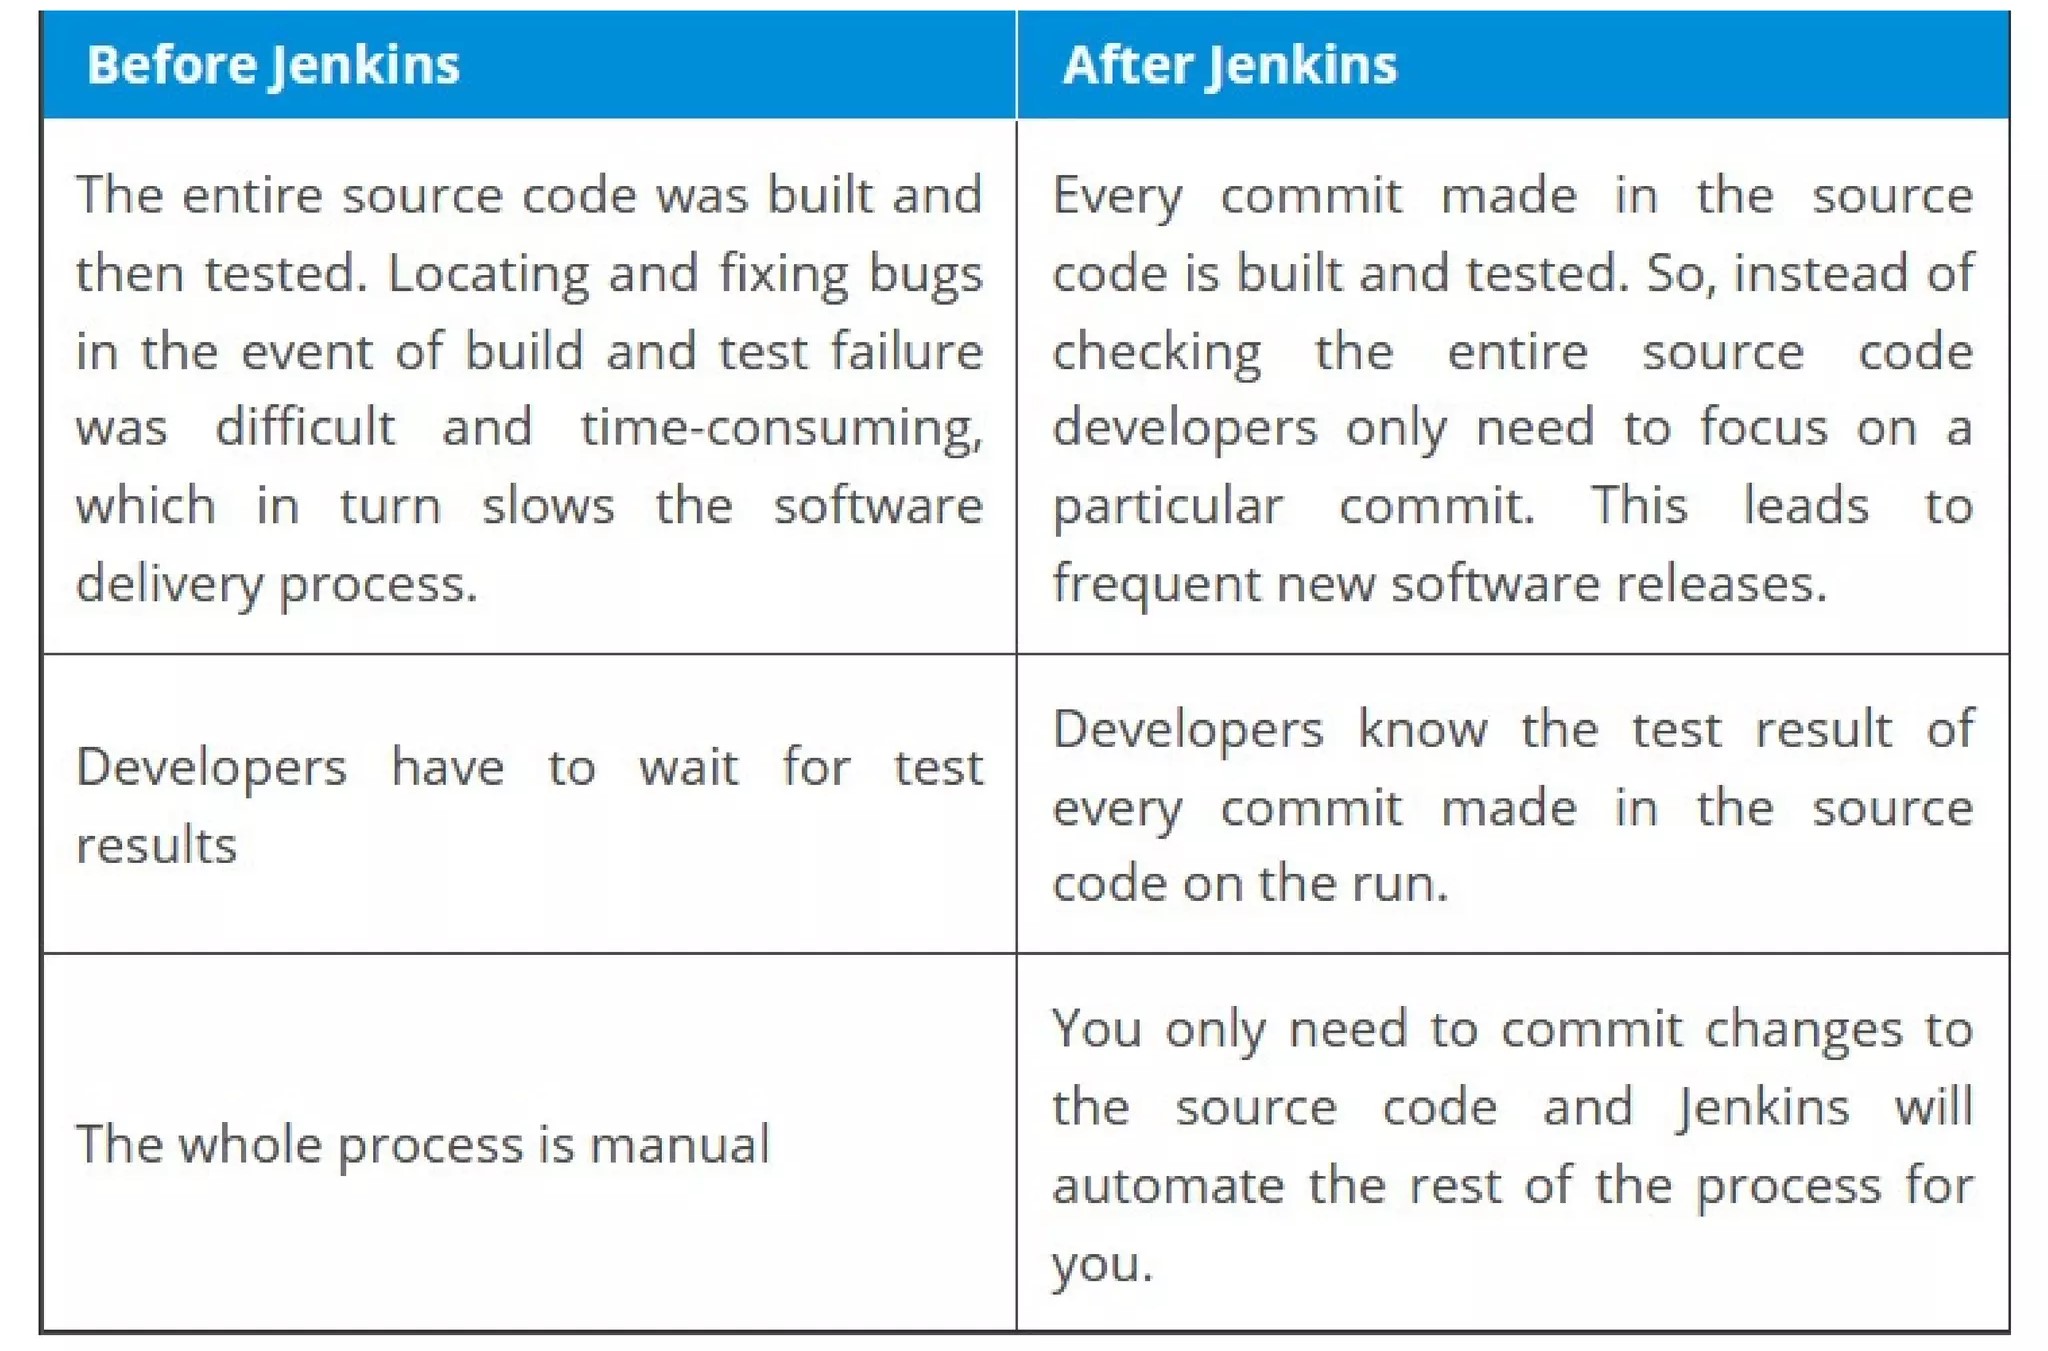 Before Jenkins
After Jenkins
The entire source code was built and
then tested. Locating and fixing bugs
in the event of build and test failure
was difficult and time-consuming,
which in turn slows the software
delivery process.
Every commit made in the source
code is built and tested. So, instead of
checking the entire source code
developers only need to focus on a
particular commit. This leads to
frequent new software releases.
Developers have to wait for test
results
Developers know the test result of
every commit made in the source
code on the run.
The whole process is manual
You only need to commit changes to
the source code and Jenkins will
automate the rest of the process for
you.